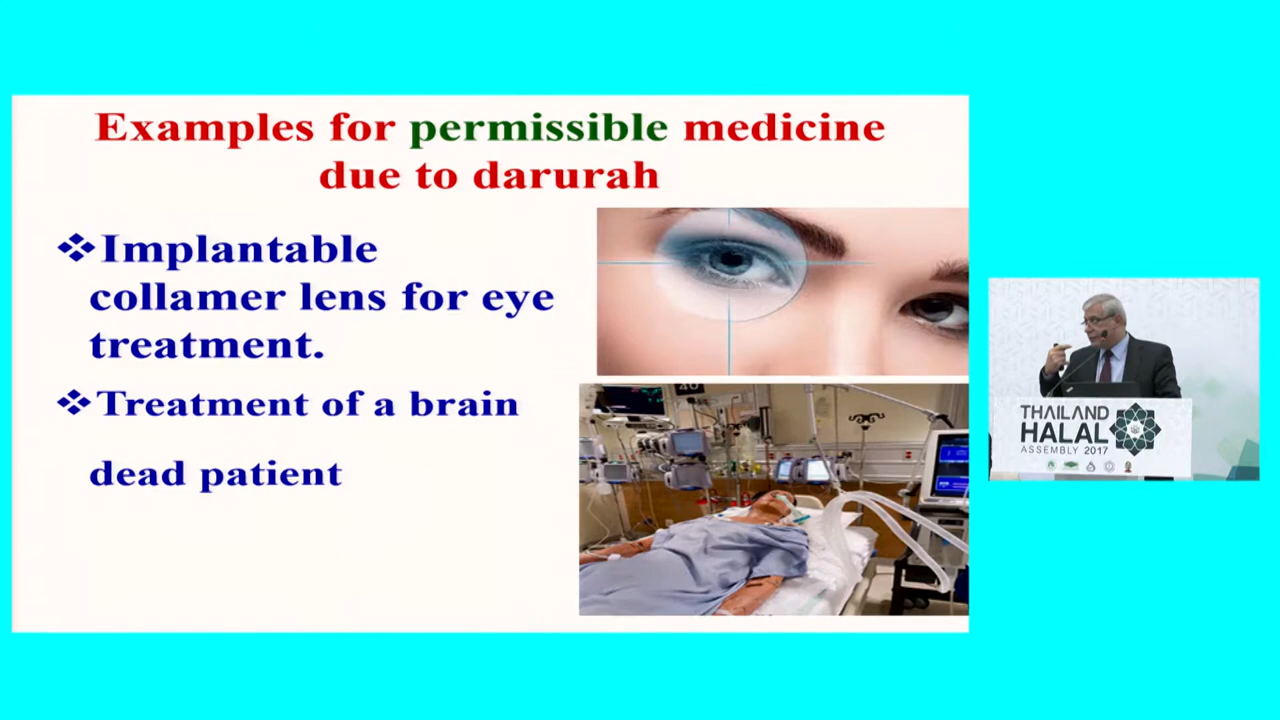 Examples for permissible medicine
due to darurah
❖Implantable
collamer lens for eye
treatment.
❖Treatment of a brain
dead patient
THAILAND
HALAL
ASSEMBLY 2017